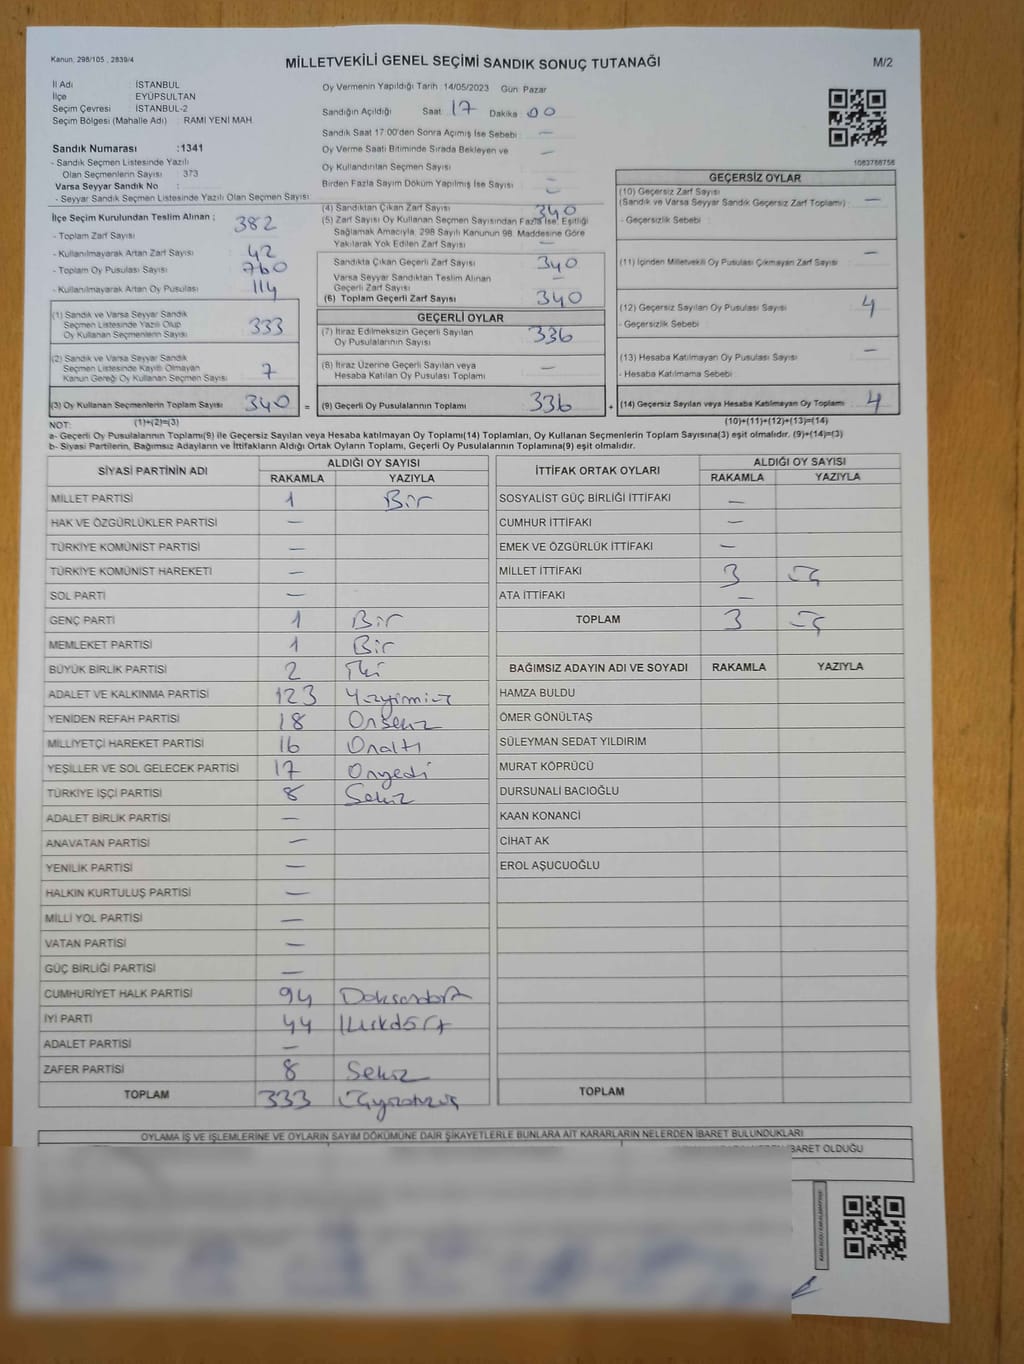 Kanun, 298/105 , 2839/4
MİLLETVEKİLİ GENEL SEÇİMİ SANDIK SONUÇ TUTANAĞI
M/2
İl Adı : İSTANBUL
İlçe : EYÜPSULTAN
Seçim Çevresi : İSTANBUL-2
Seçim Bölgesi (Mahalle Adı) : RAMİ YENİ MAH
Sandık Numarası :1341
- Sandık Seçmen Listesinde Yazılı
Olan Seçmenlerin Sayısı : 373
Varsa Seyyar Sandık No :
- Seyyar Sandık Seçmen Listesinde Yazılı Olan Seçmen Sayısı :
Oy Vermenin Yapıldığı Tarih :14/05/2023 Gün: Pazar
Sandığın Açıldığı Saat: 17 Dakika: 00
Sandık Saat 17:00'den Sonra Açımış İse Sebebi : —
Oy Verme Saati Bitiminde Sırada Bekleyen ve —
Oy Kullandırılan Seçmen Sayısı
Birden Fazla Sayım Döküm Yapılmış İse Sayısı : —
1083788758
İlçe Seçim Kurulundan Teslim Alınan ;
- Toplam Zarf Sayısı 382
- Kullanılmayarak Artan Zarf Sayısı 42
- Toplam Oy Pusulası Sayısı 760
- Kullanılmayarak Artan Oy Pusulası 114
(1) Sandık ve Varsa Seyyar Sandık
Seçmen Listesinde Yazılı Olup
Oy Kullanan Seçmenlerin Sayısı 333
(2) Sandık ve Varsa Seyyar Sandık
Seçmen Listesinde Kayıtlı Olmayan
Kanun Gereği Oy Kullanan Seçmen Sayısı 7
(3) Oy Kullanan Seçmenlerin Toplam Sayısı 340 =
(4) Sandıktan Çıkan Zarf Sayısı 340
(5) Zarf Sayısı Oy Kullanan Seçmen Sayısından Fazla İse, Eşitliği
Sağlamak Amacıyla, 298 Sayılı Kanunun 98. Maddesine Göre
Yakılarak Yok Edilen Zarf Sayısı —
Sandıkta Çıkan Geçerli Zarf Sayısı 340
Varsa Seyyar Sandıktan Teslim Alınan
Geçerli Zarf Sayısı —
(6) Toplam Geçerli Zarf Sayısı 340
GEÇERLİ OYLAR
(7) İtiraz Edilmeksizin Geçerli Sayılan
Oy Pusulalarının Sayısı 336
(8) İtiraz Üzerine Geçerli Sayılan veya
Hesaba Katılan Oy Pusulası Toplamı —
(9) Geçerli Oy Pusulalarının Toplamı 336 +
GEÇERSİZ OYLAR
(10) Geçersiz Zarf Sayısı
(Sandık ve Varsa Seyyar Sandık Geçersiz Zarf Toplamı) —
- Geçersizlik Sebebi :
(11) İçinden Milletvekili Oy Pusulası Çıkmayan Zarf Sayısı —
(12) Geçersiz Sayılan Oy Pusulası Sayısı 4
- Geçersizlik Sebebi :
(13) Hesaba Katılmayan Oy Pusulası Sayısı —
- Hesaba Katılmama Sebebi :
(14) Geçersiz Sayılan veya Hesaba Katılmayan Oy Toplamı 4
NOT: (1)+(2)=(3) (10)+(11)+(12)+(13)=(14)
a- Geçerli Oy Pusulalarının Toplamı(9) ile Geçersiz Sayılan veya Hesaba katılmayan Oy Toplamı(14) Toplamları, Oy Kullanan Seçmenlerin Toplam Sayısına(3) eşit olmalıdır. (9)+(14)=(3)
b- Siyasi Partilerin, Bağımsız Adayların ve İttifakların Aldığı Ortak Oyların Toplamı, Geçerli Oy Pusulalarının Toplamına(9) eşit olmalıdır.
SİYASİ PARTİNİN ADI ALDIĞI OY SAYISI
RAKAMLA YAZIYLA
MİLLET PARTİSİ 1 Bir
HAK VE ÖZGÜRLÜKLER PARTİSİ —
TÜRKİYE KOMÜNİST PARTİSİ —
TÜRKİYE KOMÜNİST HAREKETİ —
SOL PARTİ —
GENÇ PARTİ 1 Bir
MEMLEKET PARTİSİ 1 Bir
BÜYÜK BİRLİK PARTİSİ 2 İki
ADALET VE KALKINMA PARTİSİ 123
YENİDEN REFAH PARTİSİ 18 Onsekiz
MİLLİYETÇİ HAREKET PARTİSİ 16 Onaltı
YEŞİLLER VE SOL GELECEK PARTİSİ 17 Onyedi
TÜRKİYE İŞÇİ PARTİSİ 8 Sekiz
ADALET BİRLİK PARTİSİ —
ANAVATAN PARTİSİ —
YENİLİK PARTİSİ —
HALKIN KURTULUŞ PARTİSİ —
MİLLİ YOL PARTİSİ —
VATAN PARTİSİ —
GÜÇ BİRLİĞİ PARTİSİ —
CUMHURİYET HALK PARTİSİ 94 Doksandört
İYİ PARTİ 44 Kırkdört
ADALET PARTİSİ —
ZAFER PARTİSİ 8 Sekiz
TOPLAM 333
İTTİFAK ORTAK OYLARI ALDIĞI OY SAYISI
RAKAMLA YAZIYLA
SOSYALİST GÜÇ BİRLİĞİ İTTİFAKI —
CUMHUR İTTİFAKI —
EMEK VE ÖZGÜRLÜK İTTİFAKI —
MİLLET İTTİFAKI 3 Üç
ATA İTTİFAKI —
TOPLAM 3 Üç
BAĞIMSIZ ADAYIN ADI VE SOYADI RAKAMLA YAZIYLA
HAMZA BULDU
ÖMER GÖNÜLTAŞ
SÜLEYMAN SEDAT YILDIRIM
MURAT KÖPRÜCÜ
DURSUNALİ BACIOĞLU
KAAN KONANCİ
CİHAT AK
EROL AŞUCUOĞLU
TOPLAM
OYLAMA İŞ VE İŞLEMLERİNE VE OYLARIN SAYIM DÖKÜMÜNE DAİR ŞİKAYETLERLE BUNLARA AİT KARARLARIN NELERDEN İBARET BULUNDUKLARI
İBARET OLDUĞU